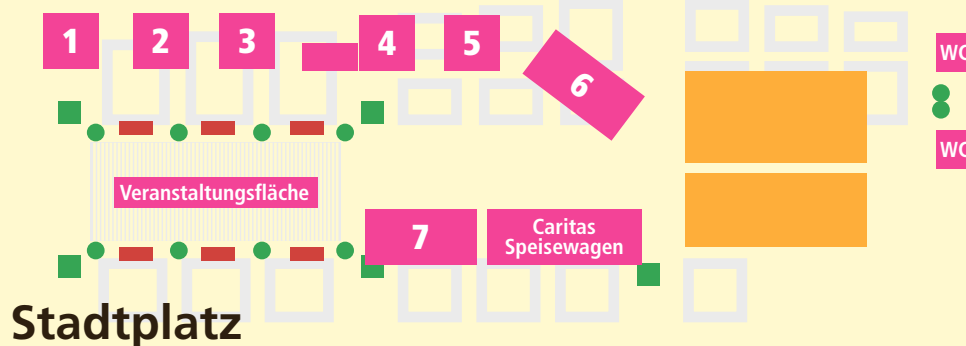 1
2
3
4
5
6
WC
WC
Veranstaltungsfläche
7
Caritas
Speisewagen
Stadtplatz